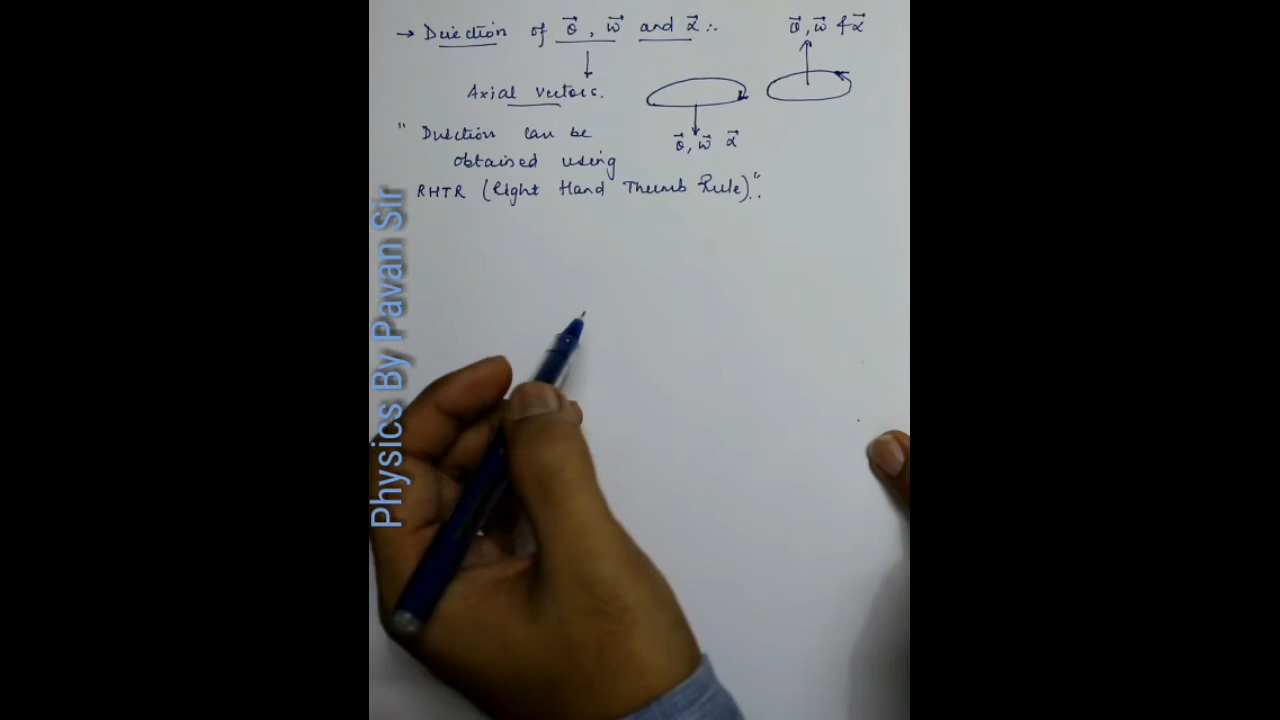 → Direction of θ⃗, ω⃗ and α⃗ :.
θ⃗, ω⃗ & α⃗
Axial vectors.
θ⃗, ω⃗ α⃗
" Direction can be
obtained using
RHTR (Right Hand Thumb Rule)":.
Physics By Pavan Sir